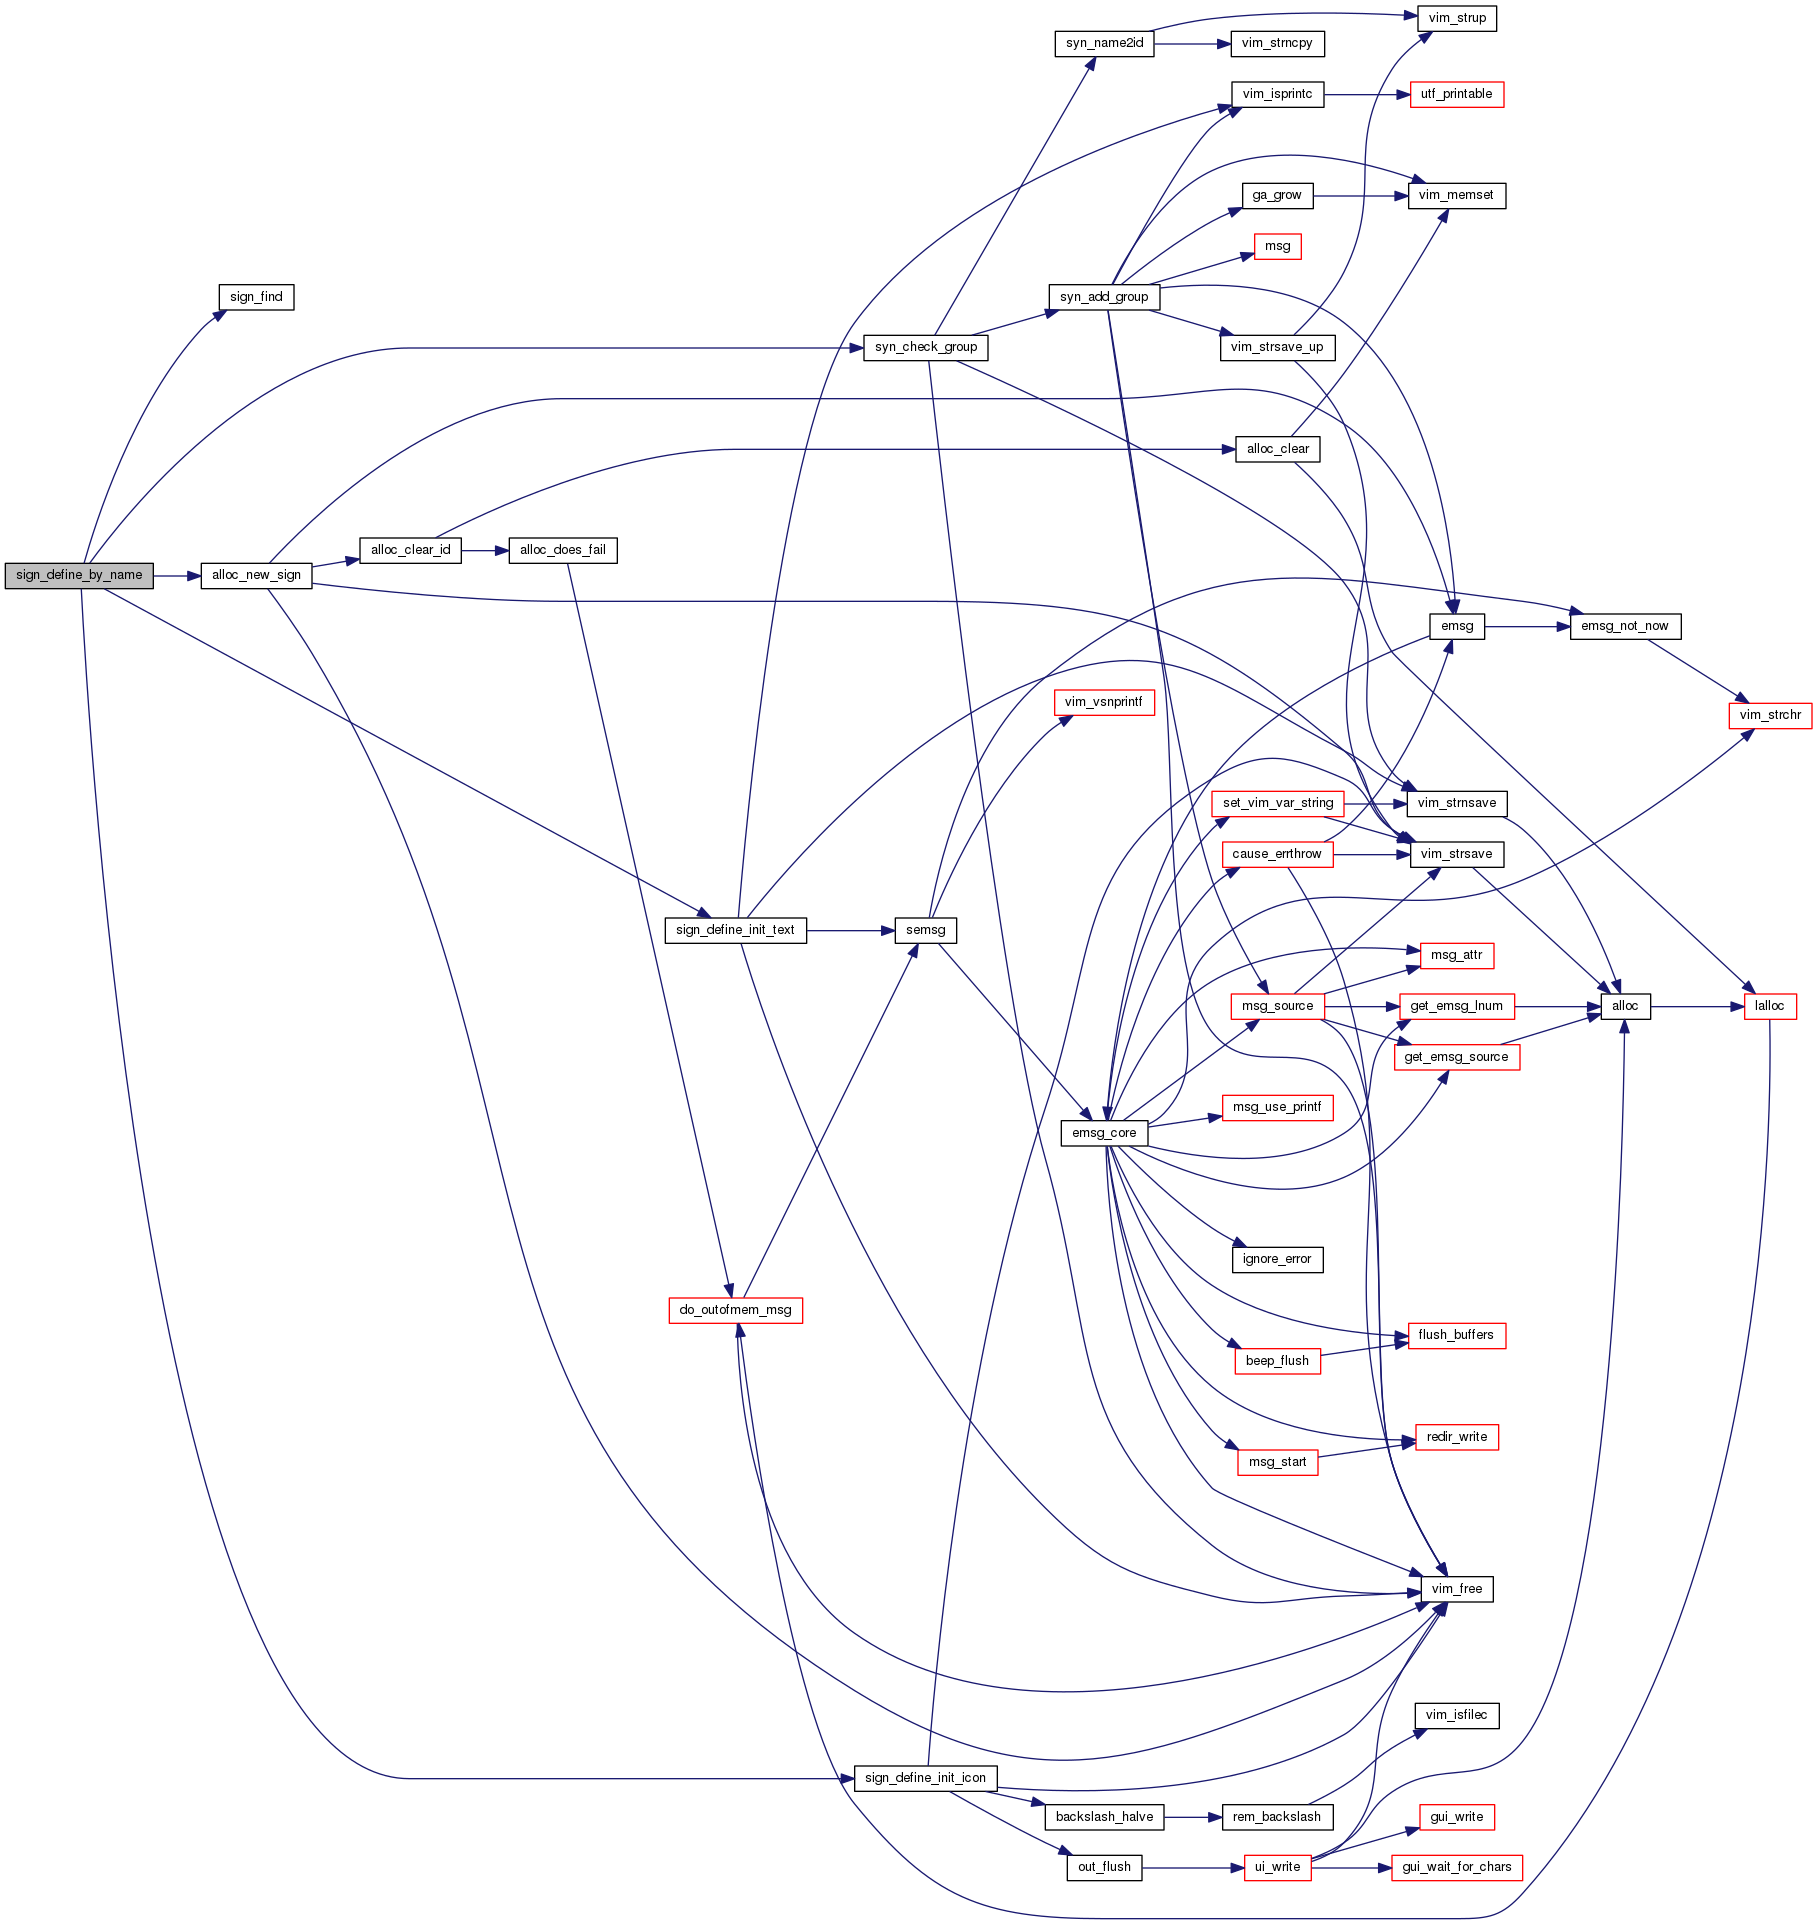 vim_strup
syn_name2id
vim_strncpy
vim_isprintc
utf_printable
ga_grow
vim_memset
msg
sign_find
syn_add_group
syn_check_group
vim_strsave_up
alloc_clear
alloc_clear_id
alloc_does_fail
sign_define_by_name
alloc_new_sign
emsg
emsg_not_now
vim_vsnprintf
vim_strchr
set_vim_var_string
vim_strnsave
cause_errthrow
vim_strsave
sign_define_init_text
semsg
msg_attr
msg_source
get_emsg_lnum
alloc
lalloc
get_emsg_source
msg_use_printf
emsg_core
ignore_error
do_outofmem_msg
flush_buffers
beep_flush
redir_write
msg_start
vim_free
vim_isfilec
sign_define_init_icon
backslash_halve
rem_backslash
gui_write
out_flush
ui_write
gui_wait_for_chars